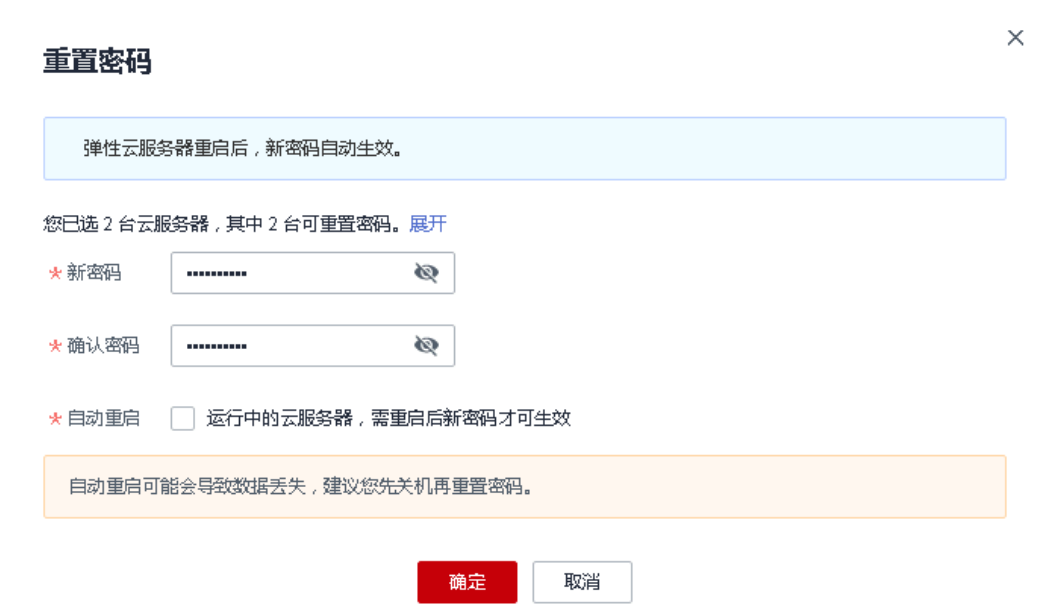 重置密码
弹性云服务器重启后，新密码自动生效。
您已选 2 台云服务器，其中 2 台可重置密码。展开
* 新密码 ••••••••••
* 确认密码 ••••••••••
* 自动重启 运行中的云服务器，需重启后新密码才可生效
自动重启可能会导致数据丢失，建议您先关机再重置密码。
确定 取消